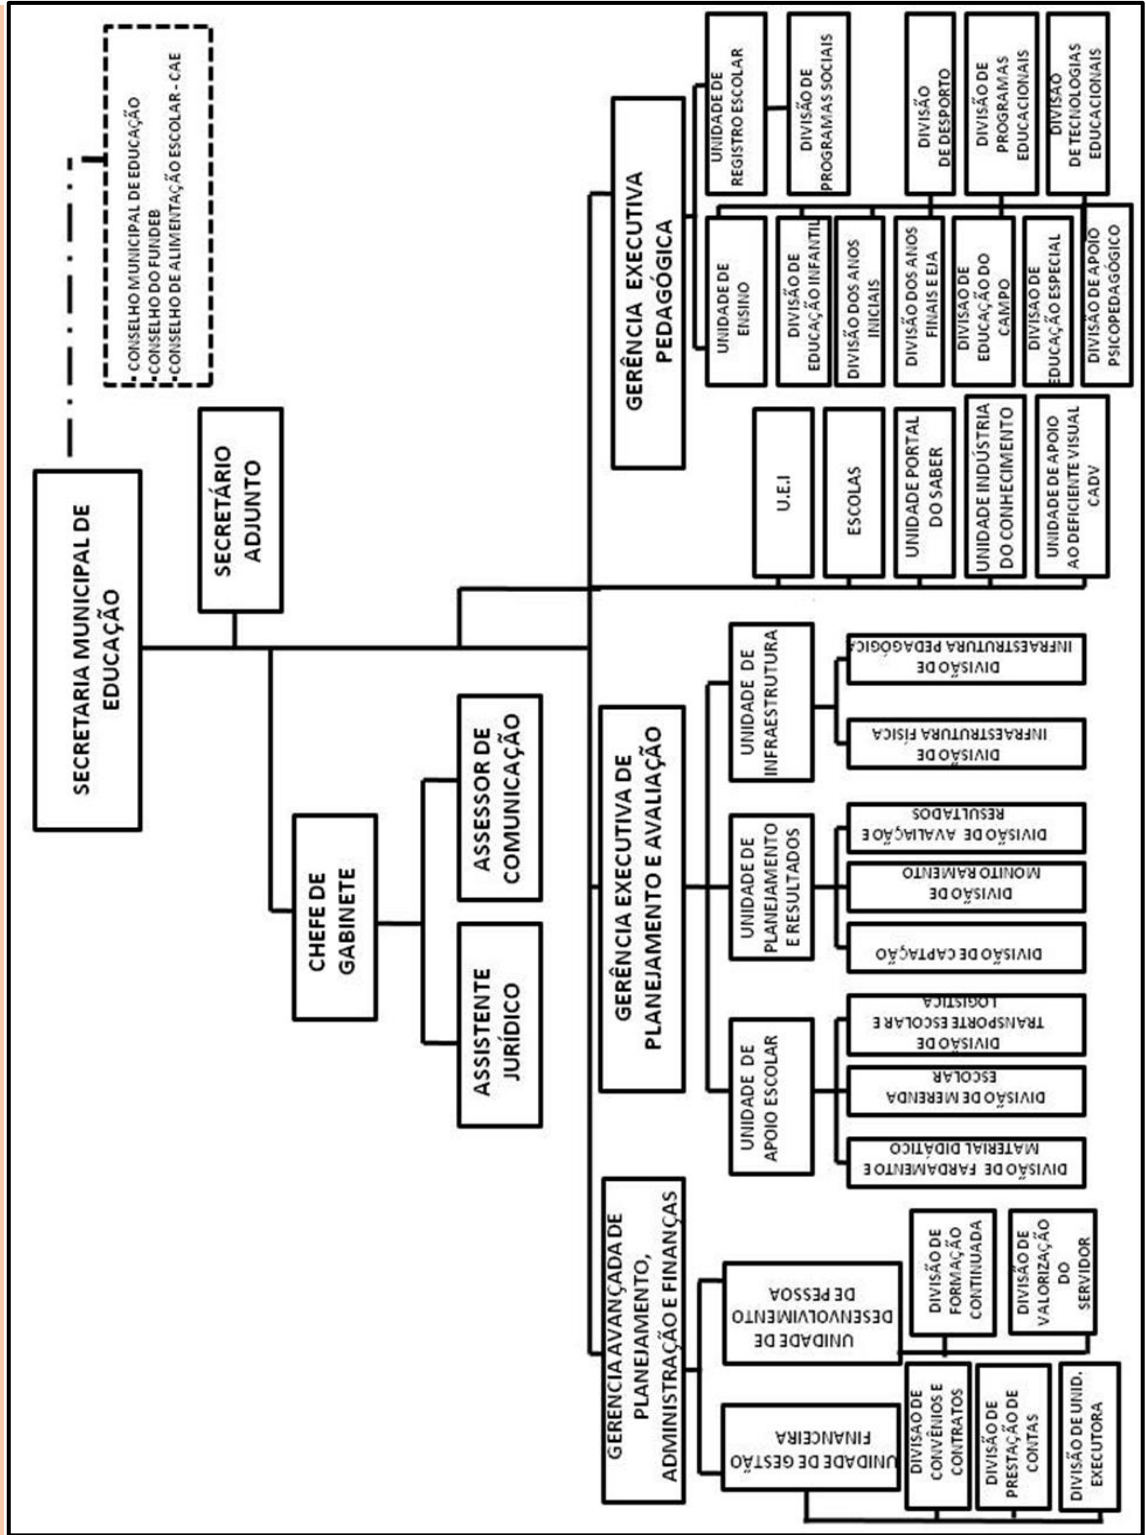 SECRETARIA MUNICIPAL DE
EDUCAÇÃO
- CONSELHO MUNICIPAL DE EDUCAÇÃO
-CONSELHO DO FUNDEB
-CONSELHO DE ALIMENTAÇÃO ESCOLAR - CAE
SECRETÁRIO
ADJUNTO
CHEFE DE
GABINETE
ASSISTENTE
JURÍDICO
ASSESSOR DE
COMUNICAÇÃO
GERENCIA AVANÇADA DE
PLANEJAMENTO,
ADMINISTRAÇÃO E FINANÇAS
UNIDADE DE GESTÃO
FINANCEIRA
UNIDADE DE
DESENVOLVIMENTO
DE PESSOA
DIVISÃO DE
CONVÊNIOS E
CONTRATOS
DIVISÃO DE
PRESTAÇÃO DE
CONTAS
DIVISÃO DE UNID.
EXECUTORA
DIVISÃO DE
FORMAÇÃO
CONTINUADA
DIVISÃO DE
VALORIZAÇÃO
DO
SERVIDOR
GERÊNCIA EXECUTIVA DE
PLANEJAMENTO E AVALIAÇÃO
UNIDADE DE
APOIO ESCOLAR
DIVISÃO DE FARDAMENTO E
MATERIAL DIDÁTICO
DIVISÃO DE MERENDA
ESCOLAR
DIVISÃO DE
TRANSPORTE ESCOLAR E
LOGISTICA
UNIDADE DE
PLANEJAMENTO
E RESULTADOS
DIVISÃO DE CAPTAÇÃO
DIVISÃO DE
MONITORAMENTO
DIVISÃO DE AVALIAÇÃO E
RESULTADOS
UNIDADE DE
INFRAESTRUTURA
DIVISÃO DE
INFRAESTRUTURA FÍSICA
DIVISÃO DE
INFRAESTRUTURA PEDAGÓGICA
U.E.I
ESCOLAS
UNIDADE PORTAL
DO SABER
UNIDADE INDÚSTRIA
DO CONHECIMENTO
UNIDADE DE APOIO
AO DEFICIENTE VISUAL
CADV
GERÊNCIA EXECUTIVA
PEDAGÓGICA
UNIDADE DE
ENSINO
DIVISÃO DE
EDUCAÇÃO INFANTIL
DIVISÃO DOS ANOS
INICIAIS
DIVISÃO DOS ANOS
FINAIS E EJA
DIVISÃO DE
EDUCAÇÃO DO
CAMPO
DIVISÃO DE
EDUCAÇÃO ESPECIAL
DIVISÃO DE APOIO
PSICOPEDAGÓGICO
UNIDADE DE
REGISTRO ESCOLAR
DIVISÃO DE
PROGRAMAS SOCIAIS
DIVISÃO
DE DESPORTO
DIVISÃO DE
PROGRAMAS
EDUCACIONAIS
DIVISÃO
DE TECNOLOGIAS
EDUCACIONAIS